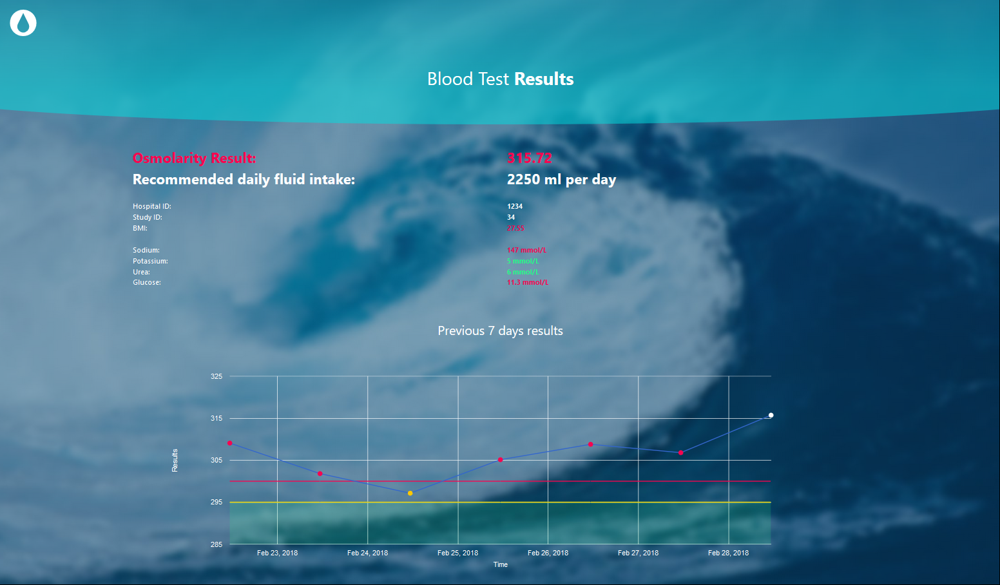 Blood Test Results
Osmolarity Result: 315.72
Recommended daily fluid intake: 2250 ml per day
Hospital ID: 1234
Study ID: 34
BMI: 27.55
Sodium: 147 mmol/L
Potassium: 5 mmol/L
Urea: 6 mmol/L
Glucose: 11.3 mmol/L
Previous 7 days results
325
315
305
295
285
Results
Feb 23, 2018 Feb 24, 2018 Feb 25, 2018 Feb 26, 2018 Feb 27, 2018 Feb 28, 2018
Time